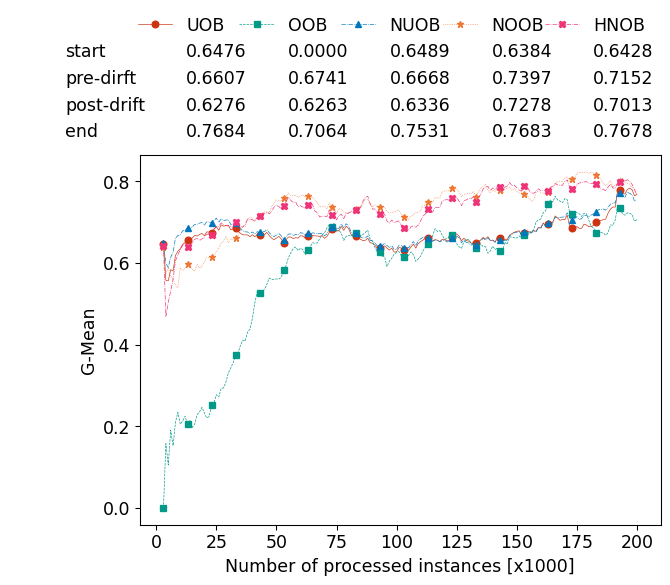 UOB OOB NUOB NOOB HNOB
start 0.6476 0.0000 0.6489 0.6384 0.6428
pre-dirft 0.6607 0.6741 0.6668 0.7397 0.7152
post-drift 0.6276 0.6263 0.6336 0.7278 0.7013
end 0.7684 0.7064 0.7531 0.7683 0.7678
0.8
0.6
0.4
0.2
0.0
G-Mean
0 25 50 75 100 125 150 175 200
Number of processed instances [x1000]